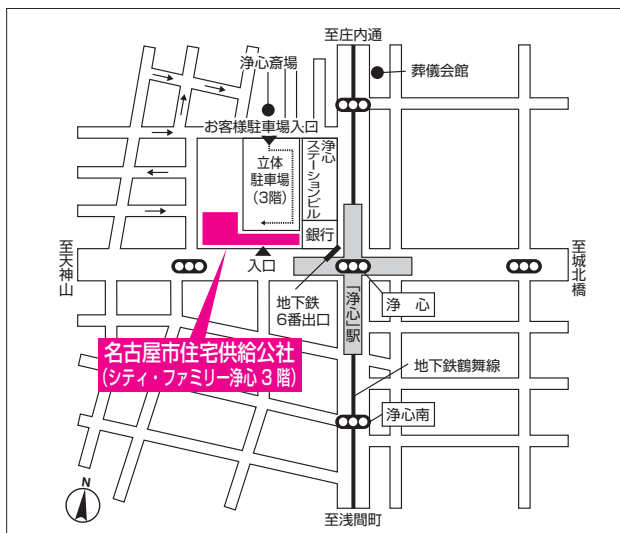 至庄内通
浄心斎場
葬儀会館
お客様駐車場入口
立体
駐車場
(3階)
浄心
ステーションビル
銀行
至天神山
入口
至城北橋
地下鉄
6番出口
「浄心」駅
浄　心
名古屋市住宅供給公社
(シティ・ファミリー浄心 3 階)
地下鉄鶴舞線
浄心南
N
至浅間町